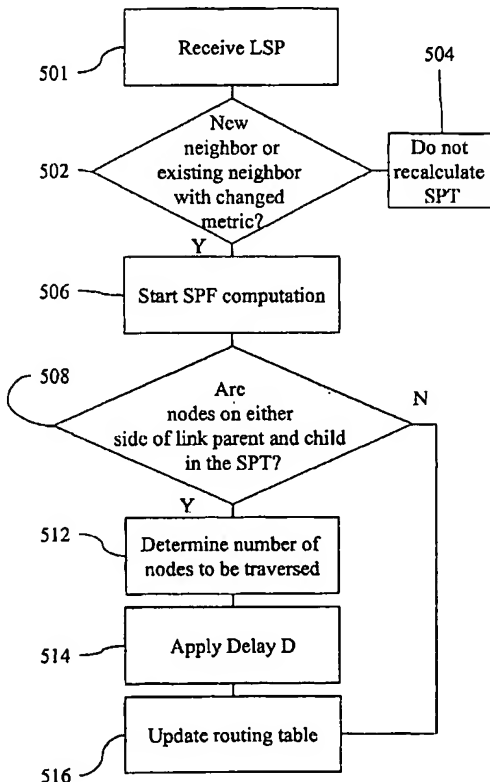 Receive LSP
501
504
New
neighbor or
existing neighbor
with changed
metric?
502
Do not
recalculate
SPT
Y
506
Start SPF computation
508
Are
nodes on either
side of link parent and child
in the SPT?
N
Y
512
Determine number of
nodes to be traversed
514
Apply Delay D
Update routing table
516